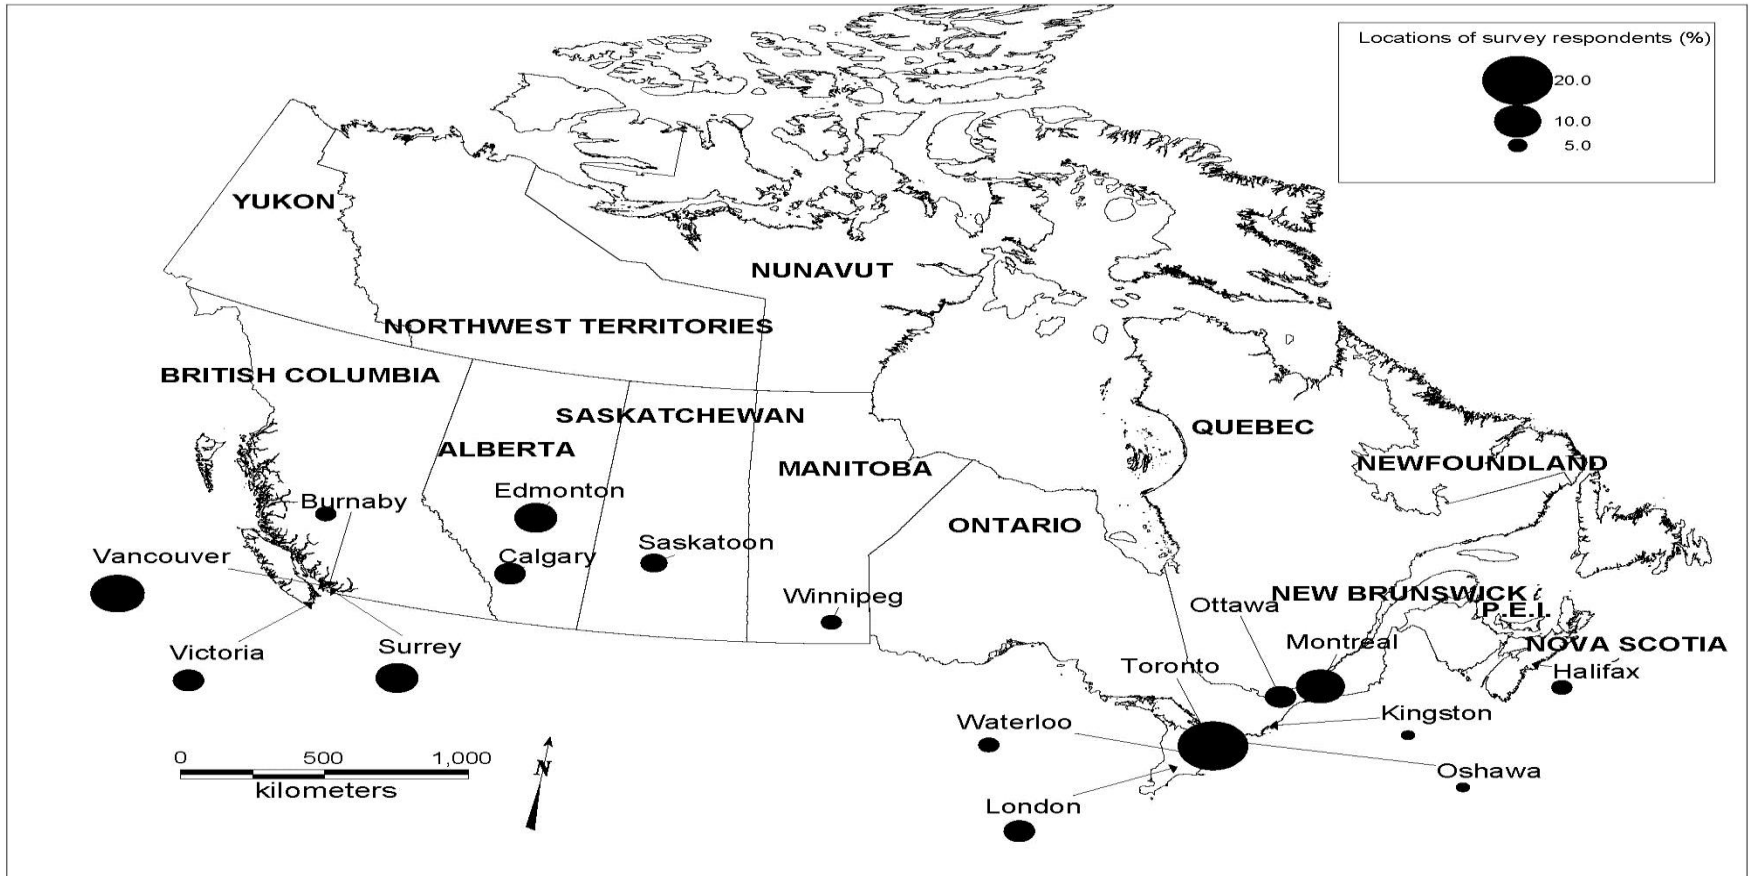 Locations of survey respondents (%)
20.0
10.0
5.0
YUKON
NUNAVUT
NORTHWEST TERRITORIES
BRITISH COLUMBIA
SASKATCHEWAN
ALBERTA
MANITOBA
QUEBEC
NEWFOUNDLAND
ONTARIO
Edmonton
Burnaby
Saskatoon
Calgary
Vancouver
Winnipeg
NEW BRUNSWICK
P.E.I.
Ottawa
Montreal
NOVA SCOTIA
Halifax
Victoria
Surrey
Toronto
Waterloo
Kingston
Oshawa
London
0 500 1,000
kilometers
N